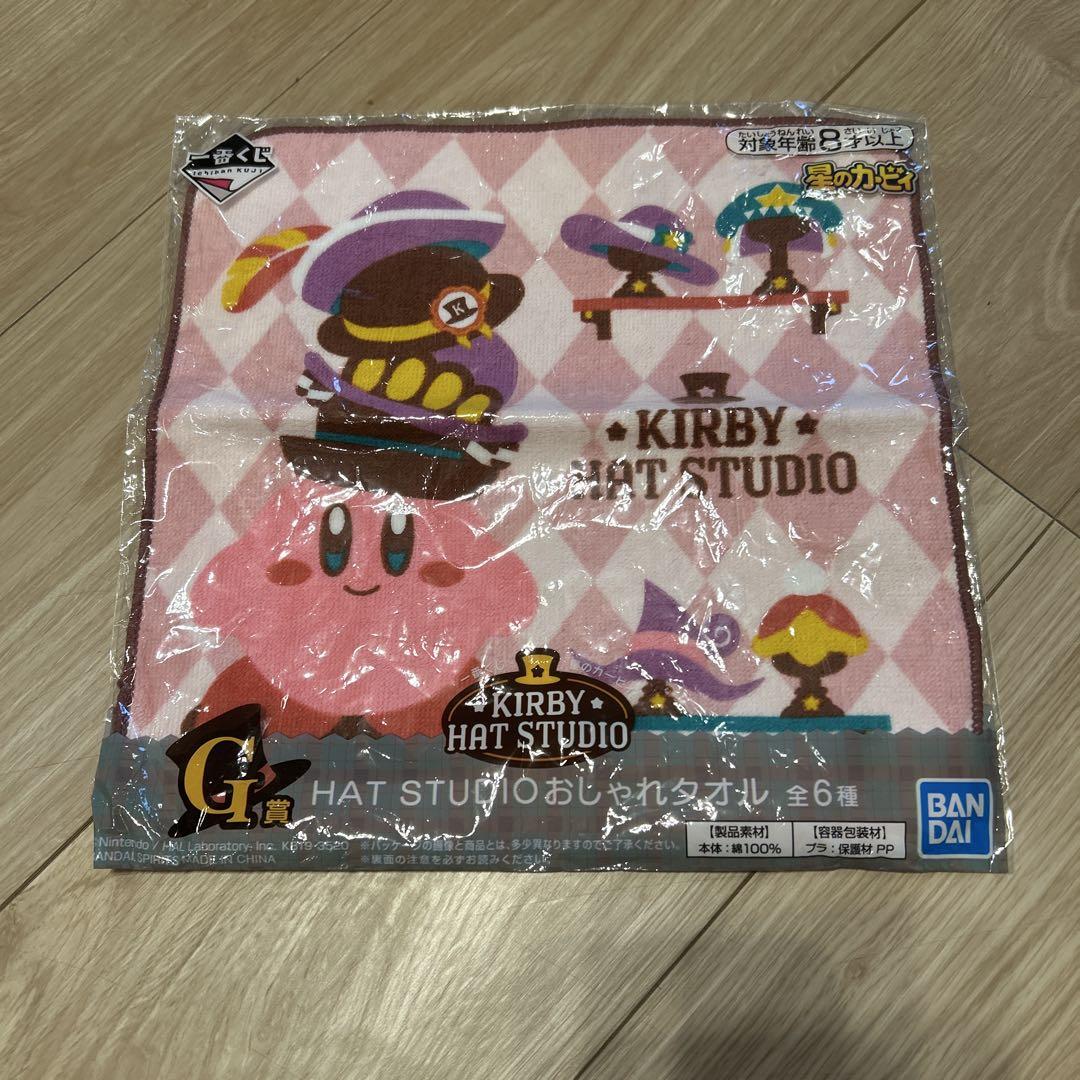 一番くじ
Ichiban KUJI
たいしょうねんれい さいいじょう
対象年齢8才以上
星のカービィ
K
KIRBY
HAT STUDIO
KIRBY
HAT STUDIO
G賞
HAT STUDIOおしゃれタオル 全6種
©Nintendo / HAL Laboratory, Inc. K619-3520
BANDAI SPIRITS MADE IN CHINA
※パッケージの画像と商品とは、多少異なりますのでご了承ください。
※裏面の注意を必ずお読みください。
【製品素材】
本体:綿100%
【容器包装材】
プラ:保護材 PP
BAN
DAI